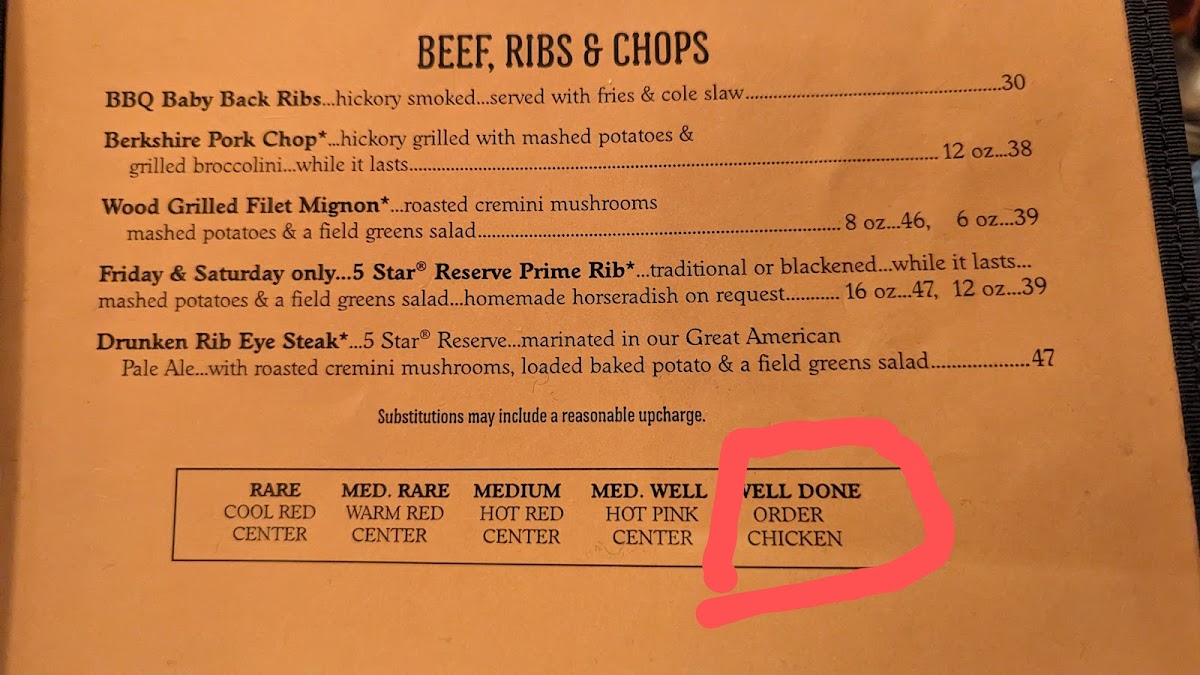 BEEF, RIBS & CHOPS
BBQ Baby Back Ribs...hickory smoked...served with fries & cole slaw....................................................30
Berkshire Pork Chop*...hickory grilled with mashed potatoes &
grilled broccolini...while it lasts.................................................................................................... 12 oz...38
Wood Grilled Filet Mignon*...roasted cremini mushrooms
mashed potatoes & a field greens salad.................................................................... 8 oz...46, 6 oz...39
Friday & Saturday only...5 Star® Reserve Prime Rib*...traditional or blackened...while it lasts...
mashed potatoes & a field greens salad...homemade horseradish on request........... 16 oz...47, 12 oz...39
Drunken Rib Eye Steak*...5 Star® Reserve...marinated in our Great American
Pale Ale...with roasted cremini mushrooms, loaded baked potato & a field greens salad....................47
Substitutions may include a reasonable upcharge.
RARE MED. RARE MEDIUM MED. WELL WELL DONE
COOL RED WARM RED HOT RED HOT PINK ORDER
CENTER CENTER CENTER CENTER CHICKEN